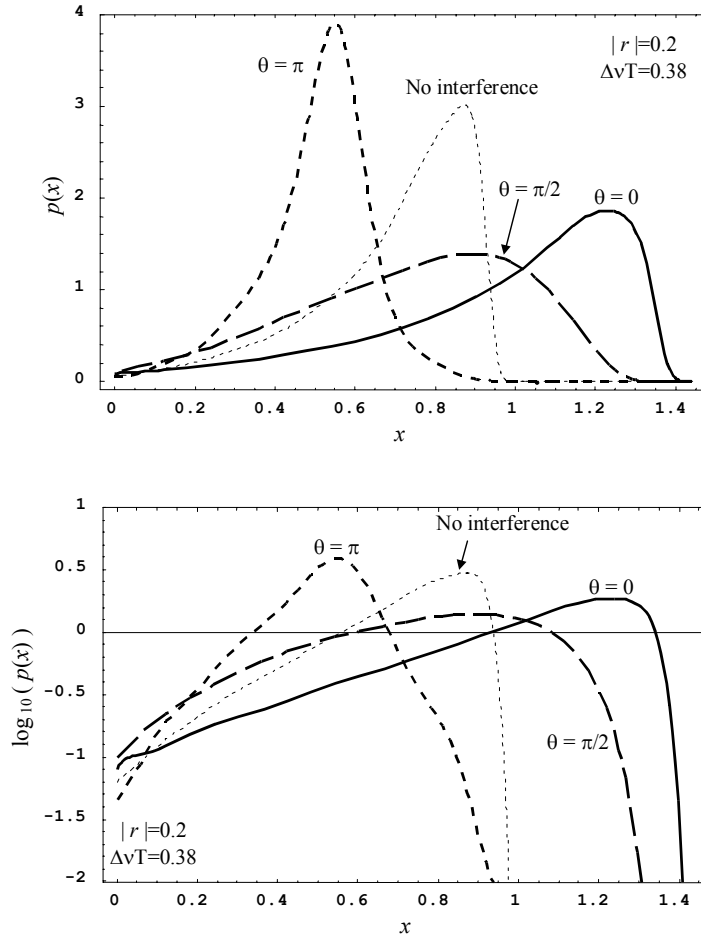 4
| r |=0.2
ΔνT=0.38
θ = π
No interference
3
p(x)
2
θ = π/2
θ = 0
1
0
0 0.2 0.4 0.6 0.8 1 1.2 1.4
x
1
No interference
0.5
θ = π
θ = 0
0
log10 ( p(x) )
-0.5
θ = π/2
-1
-1.5
| r |=0.2
ΔνT=0.38
-2
0 0.2 0.4 0.6 0.8 1 1.2 1.4
x